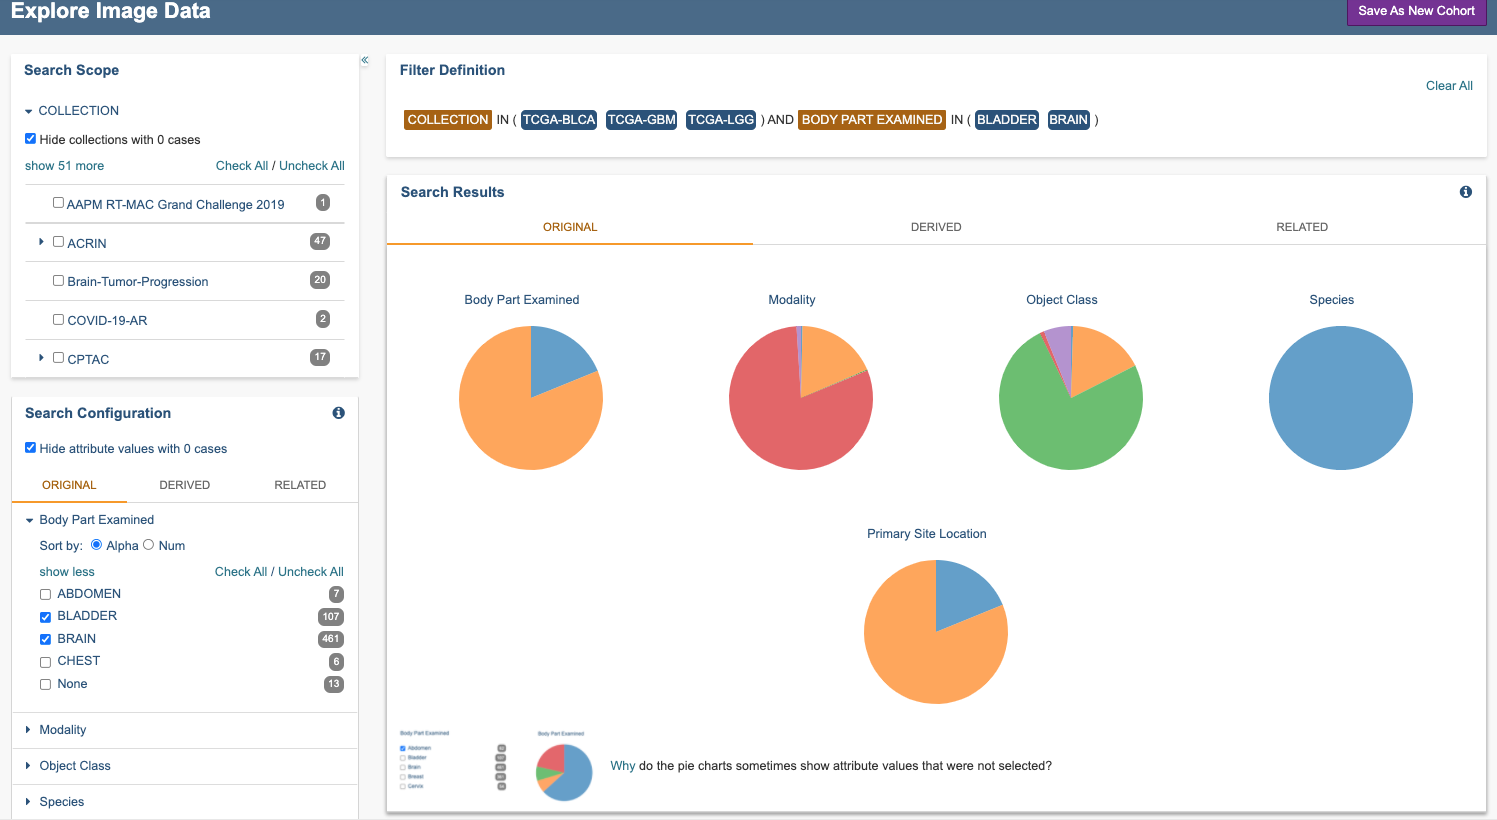 Explore Image Data
Save As New Cohort
Search Scope
COLLECTION
Hide collections with 0 cases
show 51 more
Check All / Uncheck All
AAPM RT-MAC Grand Challenge 2019 1
ACRIN 47
Brain-Tumor-Progression 20
COVID-19-AR 2
CPTAC 17
Search Configuration
Hide attribute values with 0 cases
ORIGINAL DERIVED RELATED
Body Part Examined
Sort by: Alpha Num
show less
Check All / Uncheck All
ABDOMEN 7
BLADDER 107
BRAIN 461
CHEST 6
None 13
Modality
Object Class
Species
«
Filter Definition
Clear All
COLLECTION IN ( TCGA-BLCA TCGA-GBM TCGA-LGG ) AND BODY PART EXAMINED IN ( BLADDER BRAIN )
Search Results
ORIGINAL DERIVED RELATED
Body Part Examined
Modality
Object Class
Species
Primary Site Location
Body Part Examined
Abdomen
Bladder
Brain
Breast
Cervix
Body Part Examined
Why do the pie charts sometimes show attribute values that were not selected?